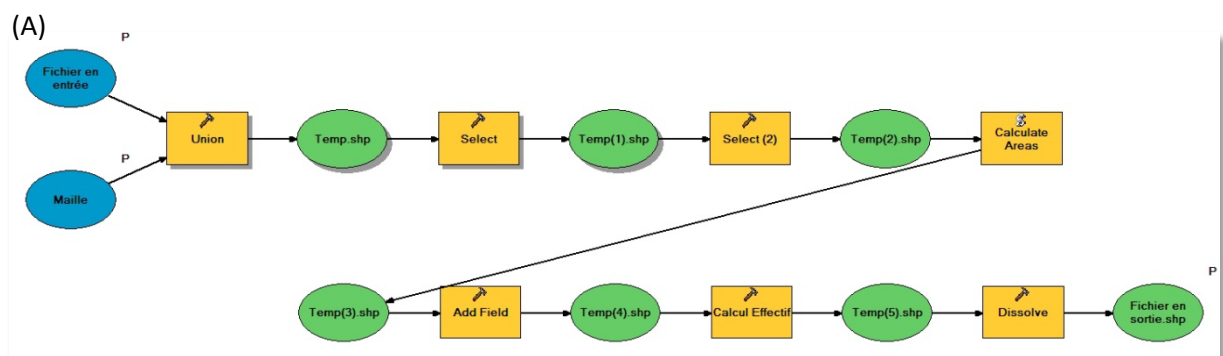 (A)
P
Fichier en
entrée
Union
Temp.shp
Select
Temp(1).shp
Select (2)
Temp(2).shp
Calculate
Areas
P
Maille
P
Temp(3).shp
Add Field
Temp(4).shp
Calcul Effectif
Temp(5).shp
Dissolve
Fichier en
sortie.shp